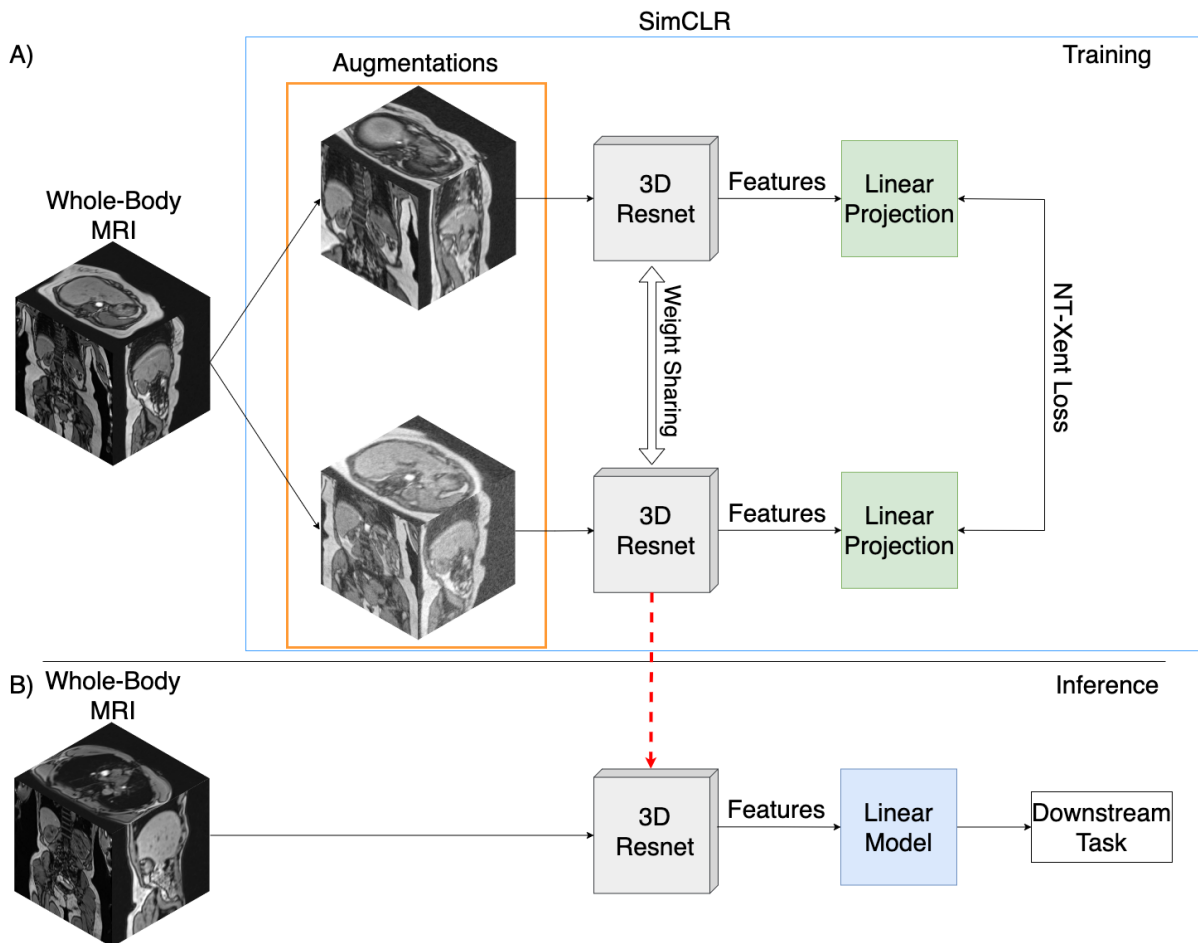 SimCLR
A)
Training
Augmentations
Whole-Body
MRI
3D
Resnet
Features
Linear
Projection
Weight Sharing
NT-Xent Loss
3D
Resnet
Features
Linear
Projection
B)
Whole-Body
MRI
Inference
3D
Resnet
Features
Linear
Model
Downstream
Task